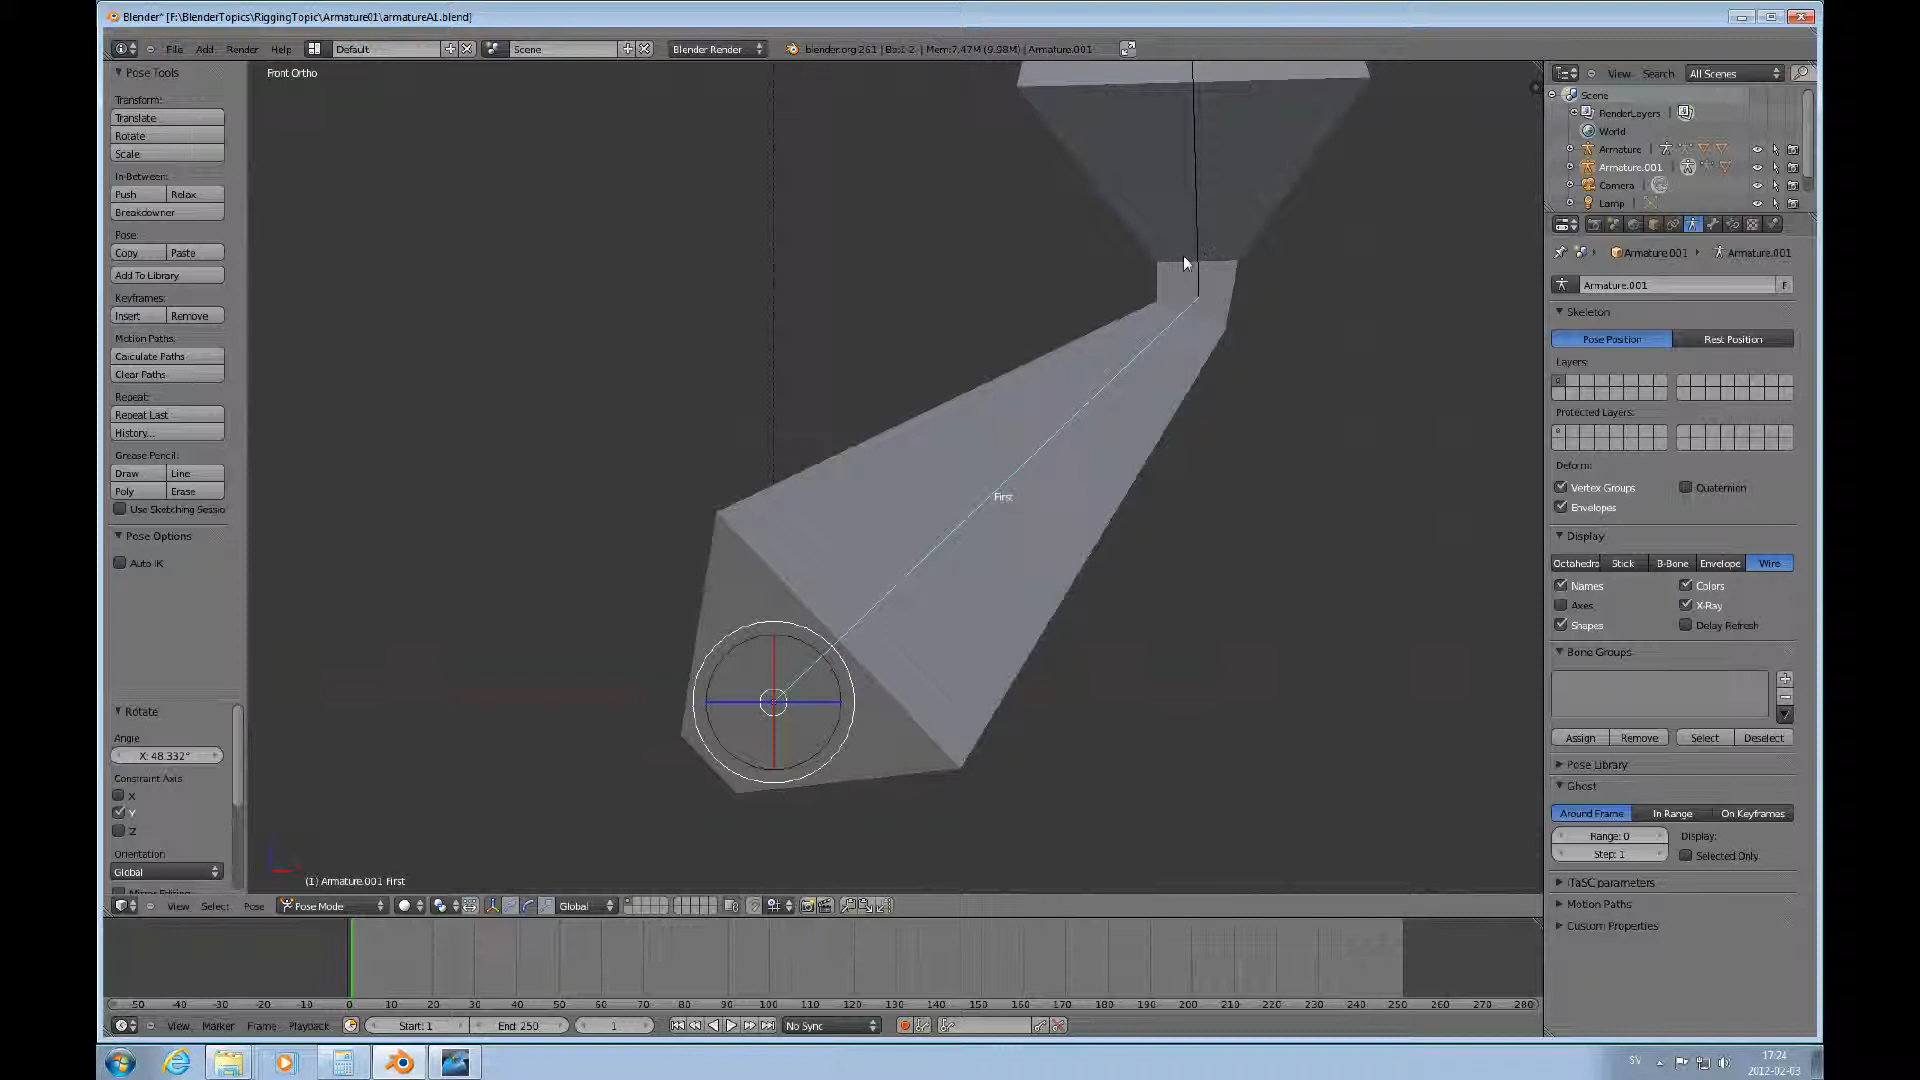 Blender* [F:\BlenderTopics\RiggingTopic\Armature01\armatureA1.blend]
File Add Render Help Default Scene Blender Render blender.org 261 | Bo:1-2 | Mem:7.47M (9.98M) | Armature.001
Pose Tools
Transform:
Translate
Rotate
Scale
In-Between:
Push Relax
Breakdowner
Pose:
Copy Paste
Add To Library
Keyframes:
Insert Remove
Motion Paths:
Calculate Paths
Clear Paths
Repeat:
Repeat Last
History...
Grease Pencil:
Draw Line
Poly Erase
Use Sketching Sessio
Pose Options
Auto IK
Rotate
Angle
X: 48.332°
Constraint Axis
X
Y
Z
Orientation
Global
Mirror Editing
Front Ortho
First
(1) Armature.001 First
View Select Pose Pose Mode Global
-50 -40 -30 -20 -10 0 10 20 30 40 50 60 70 80 90 100 110 120 130 140 150 160 170 180 190 200 210 220 230 240 250 260 270 280
View Marker Frame Playback Start: 1 End: 250 1 No Sync
View Search All Scenes
Scene
RenderLayers
World
Armature
Armature.001
Camera
Lamp
Armature.001 Armature.001
Armature.001 F
Skeleton
Pose Position Rest Position
Layers:
Protected Layers:
Deform:
Vertex Groups Quaternion
Envelopes
Display
Octahedra Stick B-Bone Envelope Wire
Names Colors
Axes X-Ray
Shapes Delay Refresh
Bone Groups
Assign Remove Select Deselect
Pose Library
Ghost
Around Frame In Range On Keyframes
Range: 0 Display:
Step: 1 Selected Only
iTaSC parameters
Motion Paths
Custom Properties
SV 17:24
2012-02-03